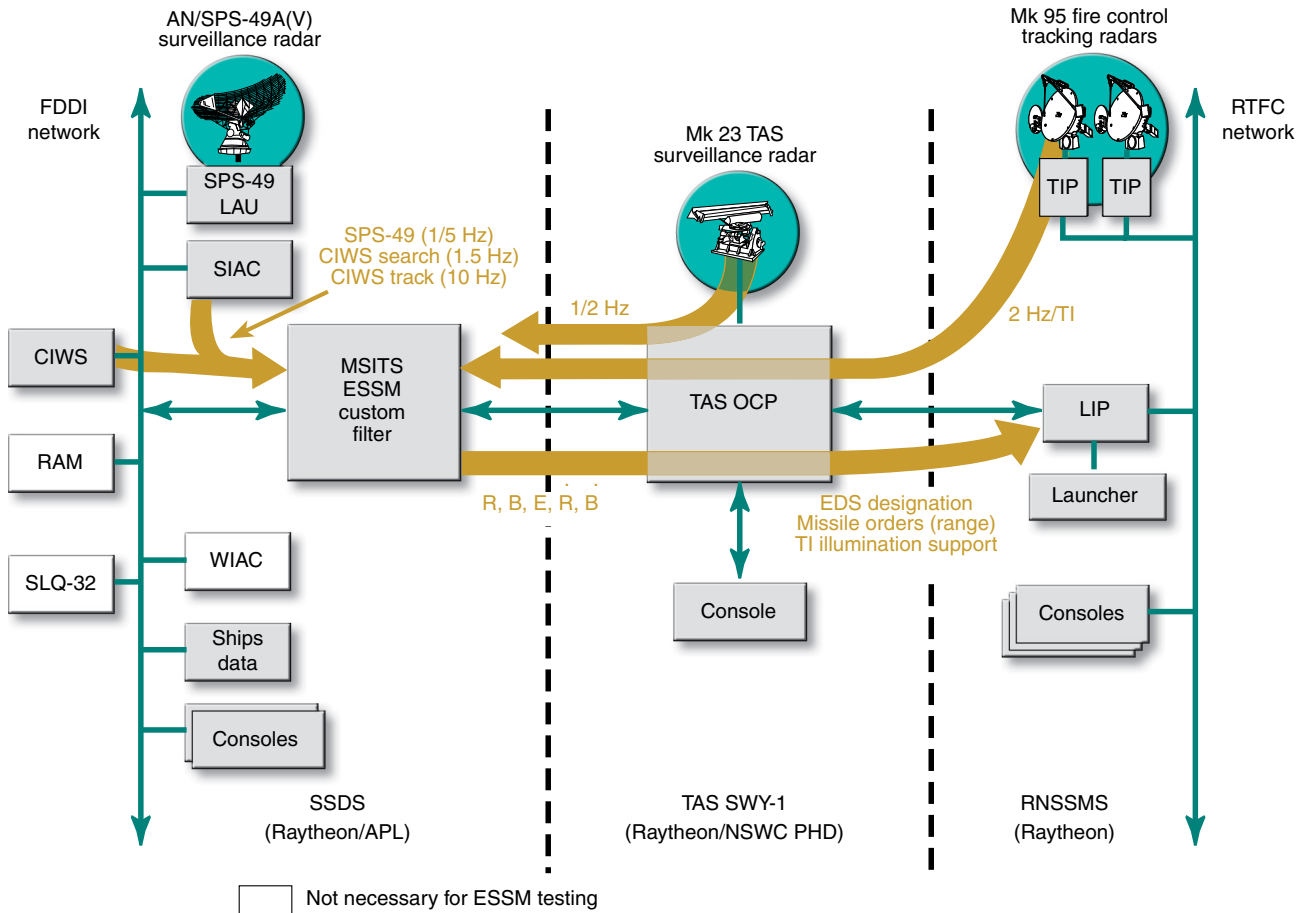 AN/SPS-49A(V)
surveillance radar
Mk 95 fire control
tracking radars
FDDI
network
RTFC
network
Mk 23 TAS
surveillance radar
SPS-49
LAU
TIP
TIP
SIAC
SPS-49 (1/5 Hz)
CIWS search (1.5 Hz)
CIWS track (10 Hz)
1/2 Hz
2 Hz/TI
CIWS
MSITS
ESSM
custom
filter
TAS OCP
LIP
RAM
Launcher
R, B, E, R, B
EDS designation
Missile orders (range)
TI illumination support
WIAC
SLQ-32
Console
Consoles
Ships
data
Consoles
SSDS
(Raytheon/APL)
TAS SWY-1
(Raytheon/NSWC PHD)
RNSSMS
(Raytheon)
Not necessary for ESSM testing